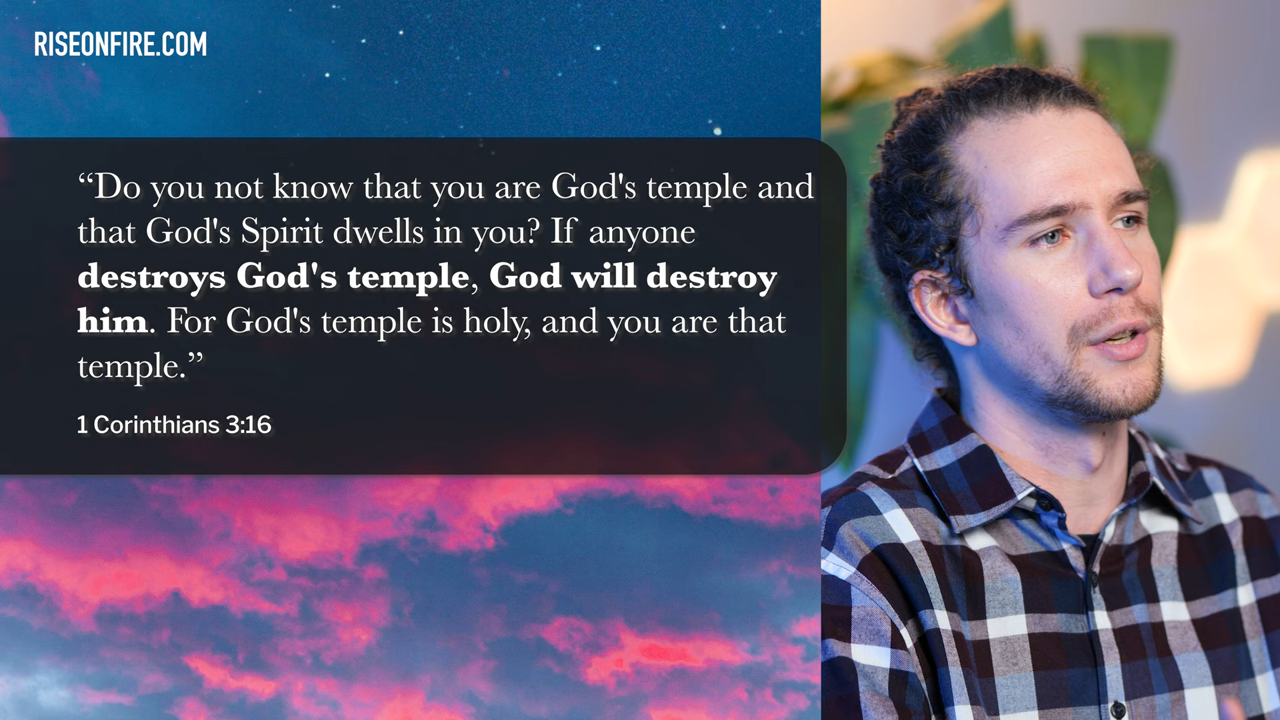 RISEONFIRE.COM
“Do you not know that you are God's temple and
that God's Spirit dwells in you? If anyone
destroys God's temple, God will destroy
him. For God's temple is holy, and you are that
temple.”
1 Corinthians 3:16